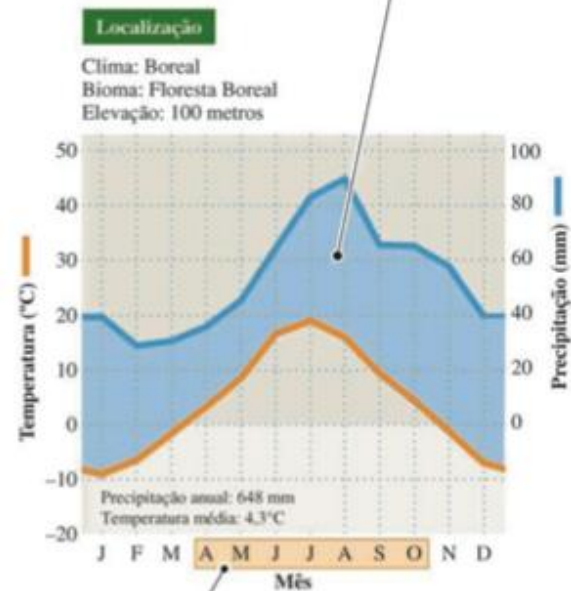 Localização
Clima: Boreal
Bioma: Floresta Boreal
Elevação: 100 metros
Temperatura (°C)
50
40
30
20
10
0
-10
-20
100
80
60
40
20
0
Precipitação (mm)
Precipitação anual: 648 mm
Temperatura média: 4,3°C
J F M A M J J A S O N D
Mês